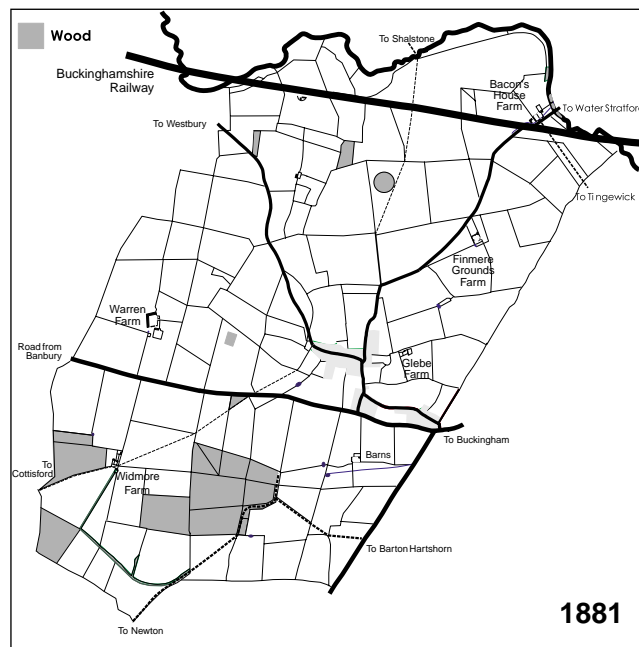 Wood
To Shalstone
Buckinghamshire
Railway
Bacon's
House
Farm
To Water Stratford
To Westbury
To Tingewick
Finmere
Grounds
Farm
Warren
Farm
Road from
Banbury
Glebe
Farm
To Buckingham
Barns
To
Cottisford
Widmore
Farm
To Barton Hartshorn
1881
To Newton